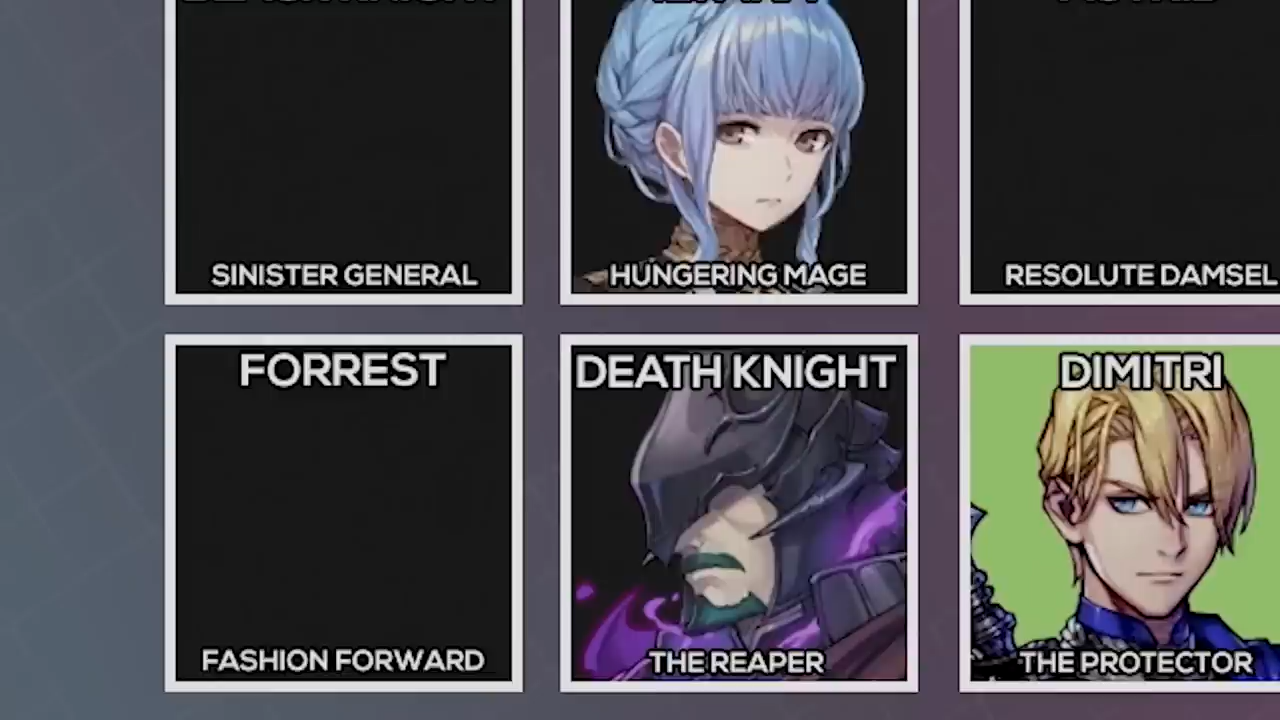 SINISTER GENERAL
HUNGERING MAGE
RESOLUTE DAMSEL
FORREST
DEATH KNIGHT
DIMITRI
FASHION FORWARD
THE REAPER
THE PROTECTOR